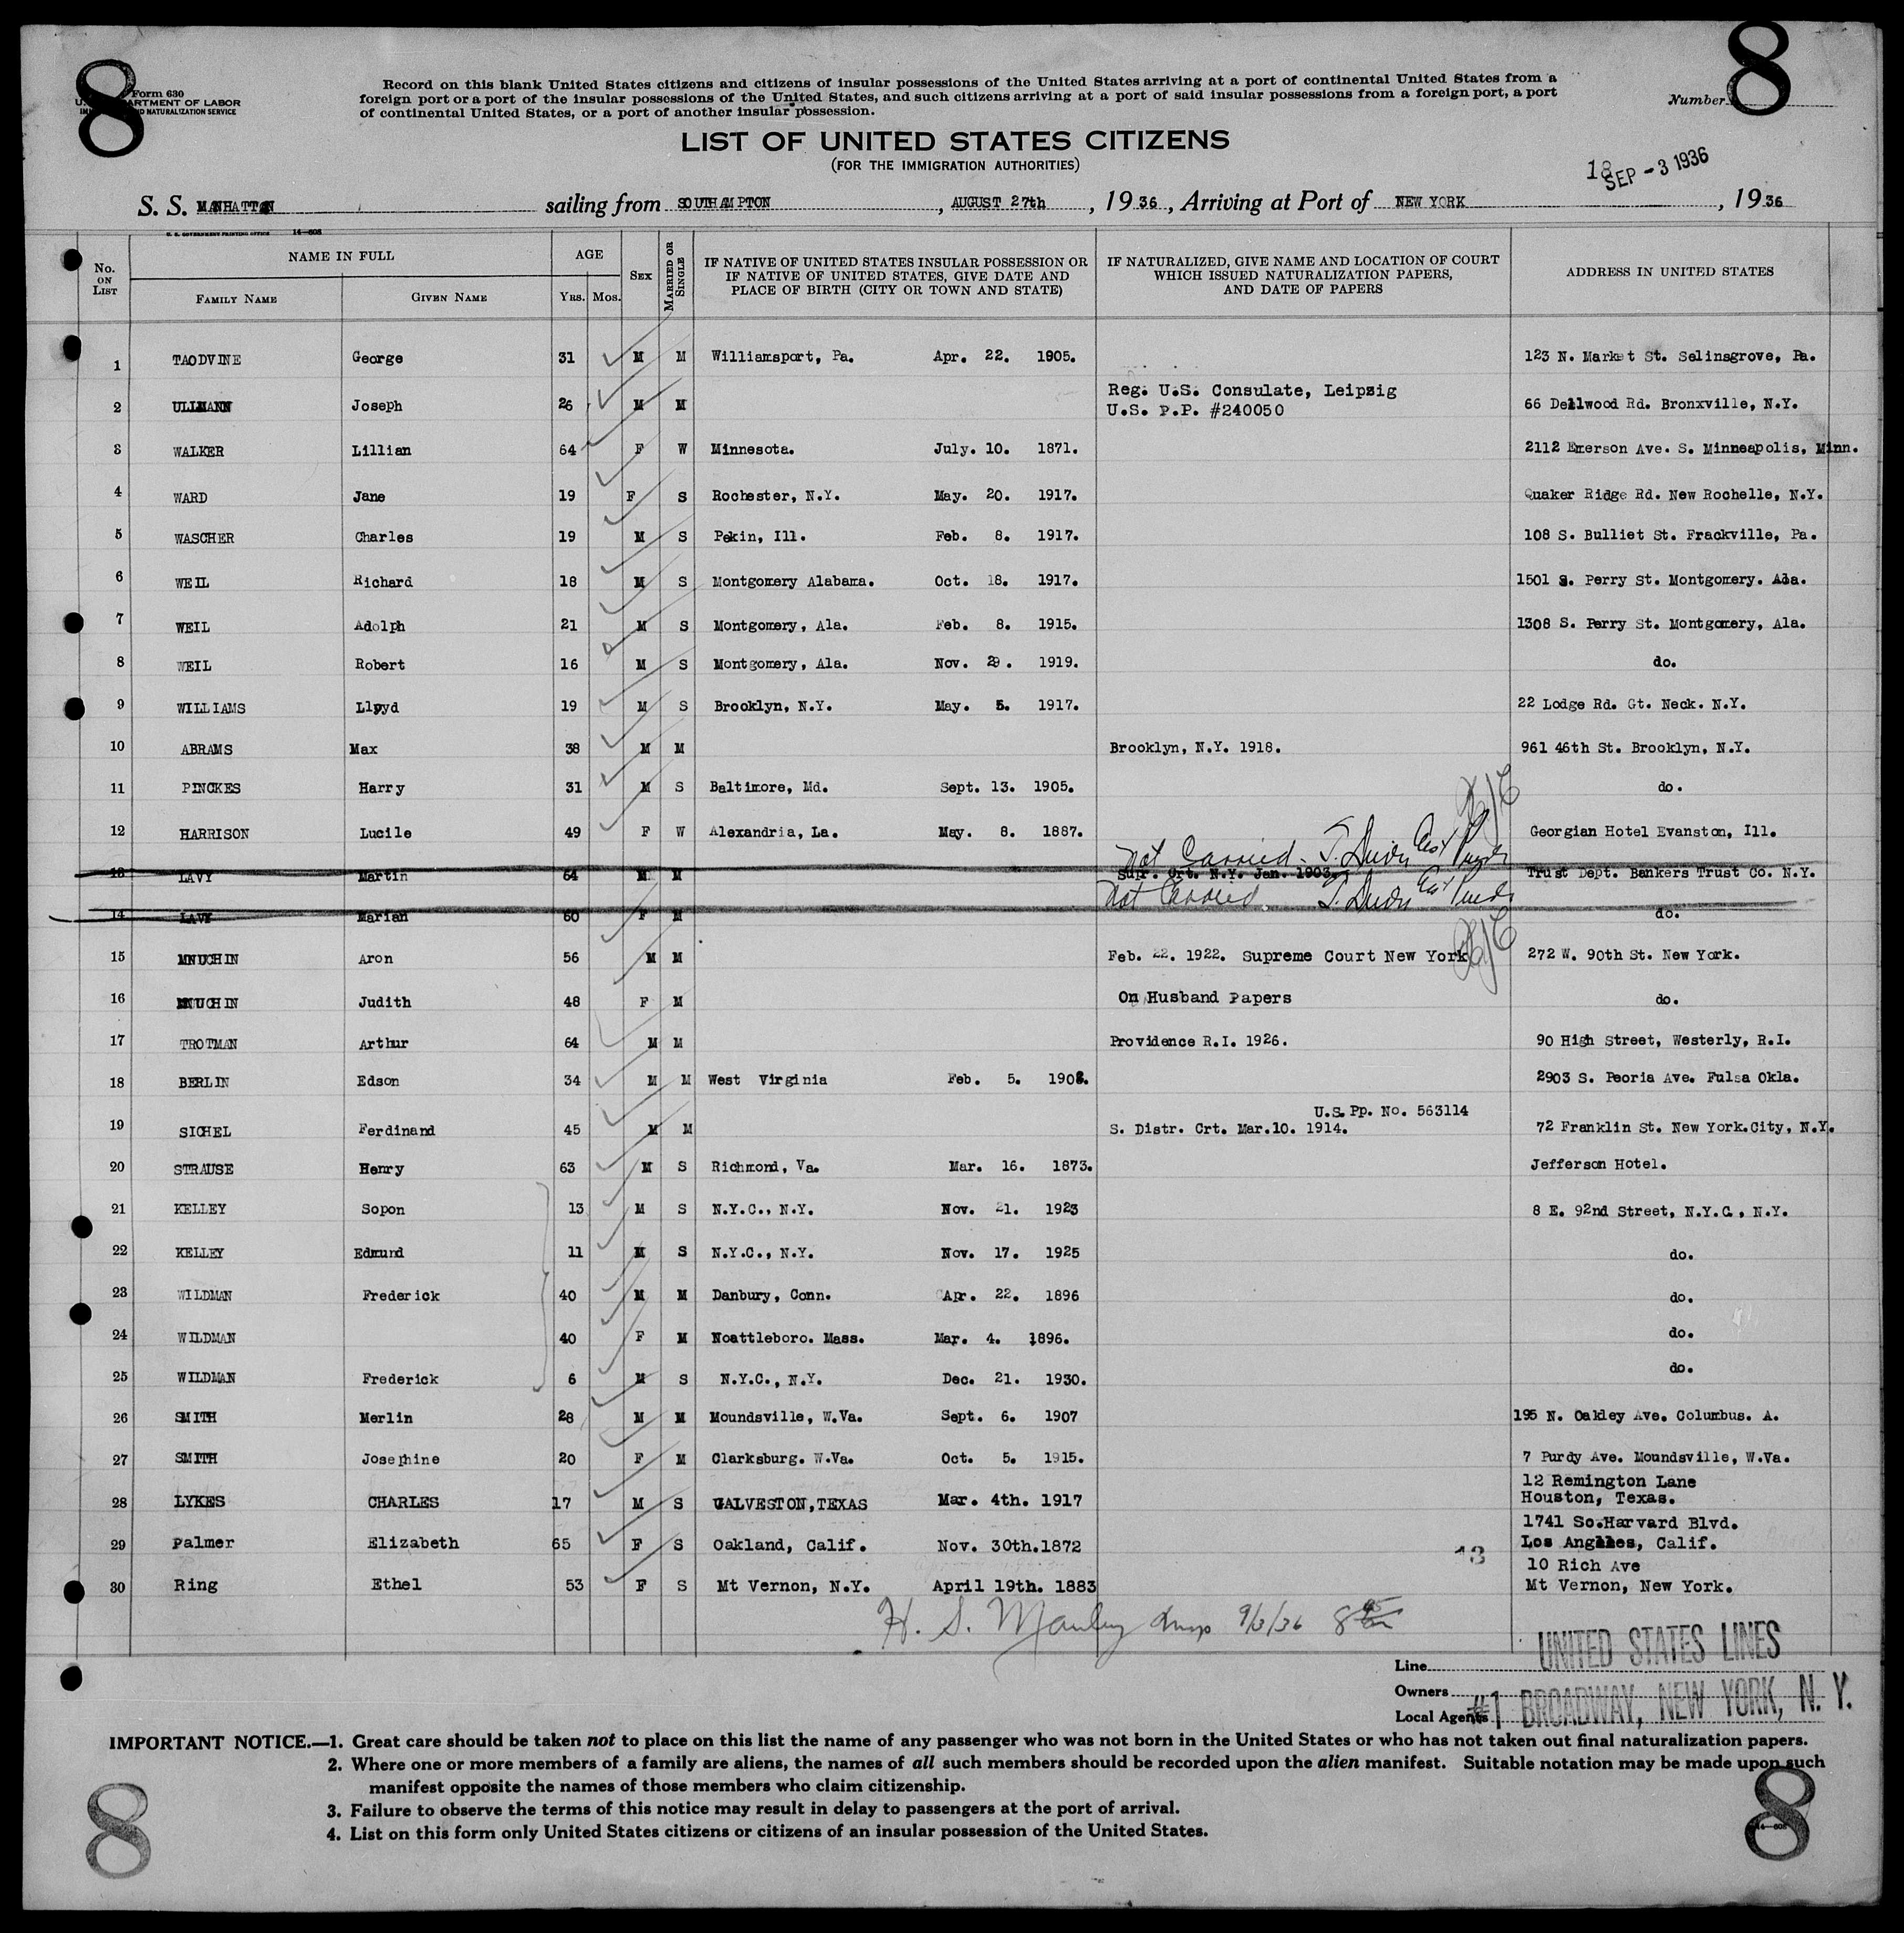 8
8
Form 630
U. S. DEPARTMENT OF LABOR
IMMIGRATION AND NATURALIZATION SERVICE
Record on this blank United States citizens and citizens of insular possessions of the United States arriving at a port of continental United States from a
foreign port or a port of the insular possessions of the United States, and such citizens arriving at a port of said insular possessions from a foreign port, a port
of continental United States, or a port of another insular possession.
Number
LIST OF UNITED STATES CITIZENS
(FOR THE IMMIGRATION AUTHORITIES)
18
SEP - 3 1936
S. S. MANHATTAN sailing from SOUTHAMPTON, AUGUST 27th, 1936, Arriving at Port of NEW YORK, 1936
U. S. GOVERNMENT PRINTING OFFICE 14—608
No. ON LIST NAME IN FULL FAMILY NAME GIVEN NAME AGE YRS. MOS. SEX MARRIED OR SINGLE IF NATIVE OF UNITED STATES INSULAR POSSESSION OR IF NATIVE OF UNITED STATES, GIVE DATE AND PLACE OF BIRTH (CITY OR TOWN AND STATE) IF NATURALIZED, GIVE NAME AND LOCATION OF COURT WHICH ISSUED NATURALIZATION PAPERS, AND DATE OF PAPERS ADDRESS IN UNITED STATES
1 TAODVINE George 31 M M Williamsport, Pa. Apr. 22. 1905. 123 N. Market St. Selinsgrove, Pa.
Reg. U.S. Consulate, Leipzig
2 ULLMANN Joseph 26 M M U.S. P.P. #240050 66 Dellwood Rd. Bronxville, N.Y.
3 WALKER Lillian 64 F W Minnesota. July. 10. 1871. 2112 Emerson Ave. S. Minneapolis, Minn.
4 WARD Jane 19 F S Rochester, N.Y. May. 20. 1917. Quaker Ridge Rd. New Rochelle, N.Y.
5 WASCHER Charles 19 M S Pekin, Ill. Feb. 8. 1917. 108 S. Bulliet St. Frackville, Pa.
6 WEIL Richard 18 M S Montgomery Alabama. Oct. 18. 1917. 1501 S. Perry St. Montgomery. Ala.
7 WEIL Adolph 21 M S Montgomery, Ala. Feb. 8. 1915. 1308 S. Perry St. Montgomery, Ala.
8 WEIL Robert 16 M S Montgomery, Ala. Nov. 29. 1919. do.
9 WILLIAMS Lloyd 19 M S Brooklyn, N.Y. May. 5. 1917. 22 Lodge Rd. Gt. Neck. N.Y.
10 ABRAMS Max 38 M M Brooklyn, N.Y. 1918. 961 46th St. Brooklyn, N.Y.
11 PINCKES Harry 31 M S Baltimore, Md. Sept. 13. 1905. do.
12 HARRISON Lucile 49 F W Alexandria, La. May. 8. 1887. Georgian Hotel Evanston, Ill.
Not Carried
13 LAVY Martin 64 M M Supr. Crt. N.Y. Jan. 1903. Trust Dept. Bankers Trust Co. N.Y.
Not Carried
14 LAVY Marian 60 F M do.
15 MNUCHIN Aron 56 M M Feb. 22. 1922. Supreme Court New York 272 W. 90th St. New York.
16 MNUCHIN Judith 48 F M On Husband Papers do.
17 TROTMAN Arthur 64 M M Providence R.I. 1926. 90 High Street, Westerly, R.I.
18 BERLIN Edson 34 M M West Virginia Feb. 5. 1902. 2903 S. Peoria Ave. Fulsa Okla.
U.S. Pp. No. 563114
19 SICHEL Ferdinand 45 M M S. Distr. Crt. Mar.10. 1914. 72 Franklin St. New York.City, N.Y.
20 STRAUSE Henry 63 M S Richmond, Va. Mar. 16. 1873. Jefferson Hotel.
21 KELLEY Sopon 13 M S N.Y.C., N.Y. Nov. 21. 1923 8 E. 92nd Street, N.Y.C., N.Y.
22 KELLEY Edmund 11 M S N.Y.C., N.Y. Nov. 17. 1925 do.
23 WILDMAN Frederick 40 M M Danbury, Conn. Apr. 22. 1896 do.
24 WILDMAN 40 F M Noattleboro. Mass. Mar. 4. 1896. do.
25 WILDMAN Frederick 6 M S N.Y.C., N.Y. Dec. 21. 1930. do.
26 SMITH Merlin 28 M M Moundsville, W.Va. Sept. 6. 1907 195 N. Oakley Ave. Columbus. A.
27 SMITH Josephine 20 F M Clarksburg. W.Va. Oct. 5. 1915. 7 Purdy Ave. Moundsville, W.Va.
12 Remington Lane
28 LYKES CHARLES 17 M S GALVESTON,TEXAS Mar. 4th. 1917 Houston, Texas.
1741 So.Harvard Blvd.
29 Palmer Elizabeth 65 F S Oakland, Calif. Nov. 30th.1872 Los Angeles, Calif.
13
10 Rich Ave
30 Ring Ethel 53 F S Mt Vernon, N.Y. April 19th. 1883 Mt Vernon, New York.
H. S. Manley Insp 9/3/36
Line UNITED STATES LINES
Owners
Local Agents #1 BROADWAY, NEW YORK, N. Y.
IMPORTANT NOTICE.—1. Great care should be taken not to place on this list the name of any passenger who was not born in the United States or who has not taken out final naturalization papers.
2. Where one or more members of a family are aliens, the names of all such members should be recorded upon the alien manifest. Suitable notation may be made upon such
manifest opposite the names of those members who claim citizenship.
3. Failure to observe the terms of this notice may result in delay to passengers at the port of arrival.
4. List on this form only United States citizens or citizens of an insular possession of the United States.
8
8
14—608